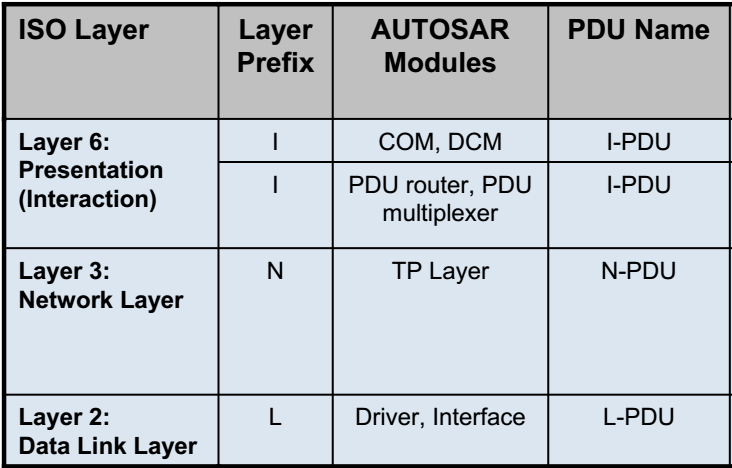 ISO Layer
Layer
Prefix
AUTOSAR
Modules
PDU Name
Layer 6:
Presentation
(Interaction)
I
COM, DCM
I-PDU
I
PDU router, PDU
multiplexer
I-PDU
Layer 3:
Network Layer
N
TP Layer
N-PDU
Layer 2:
Data Link Layer
L
Driver, Interface
L-PDU